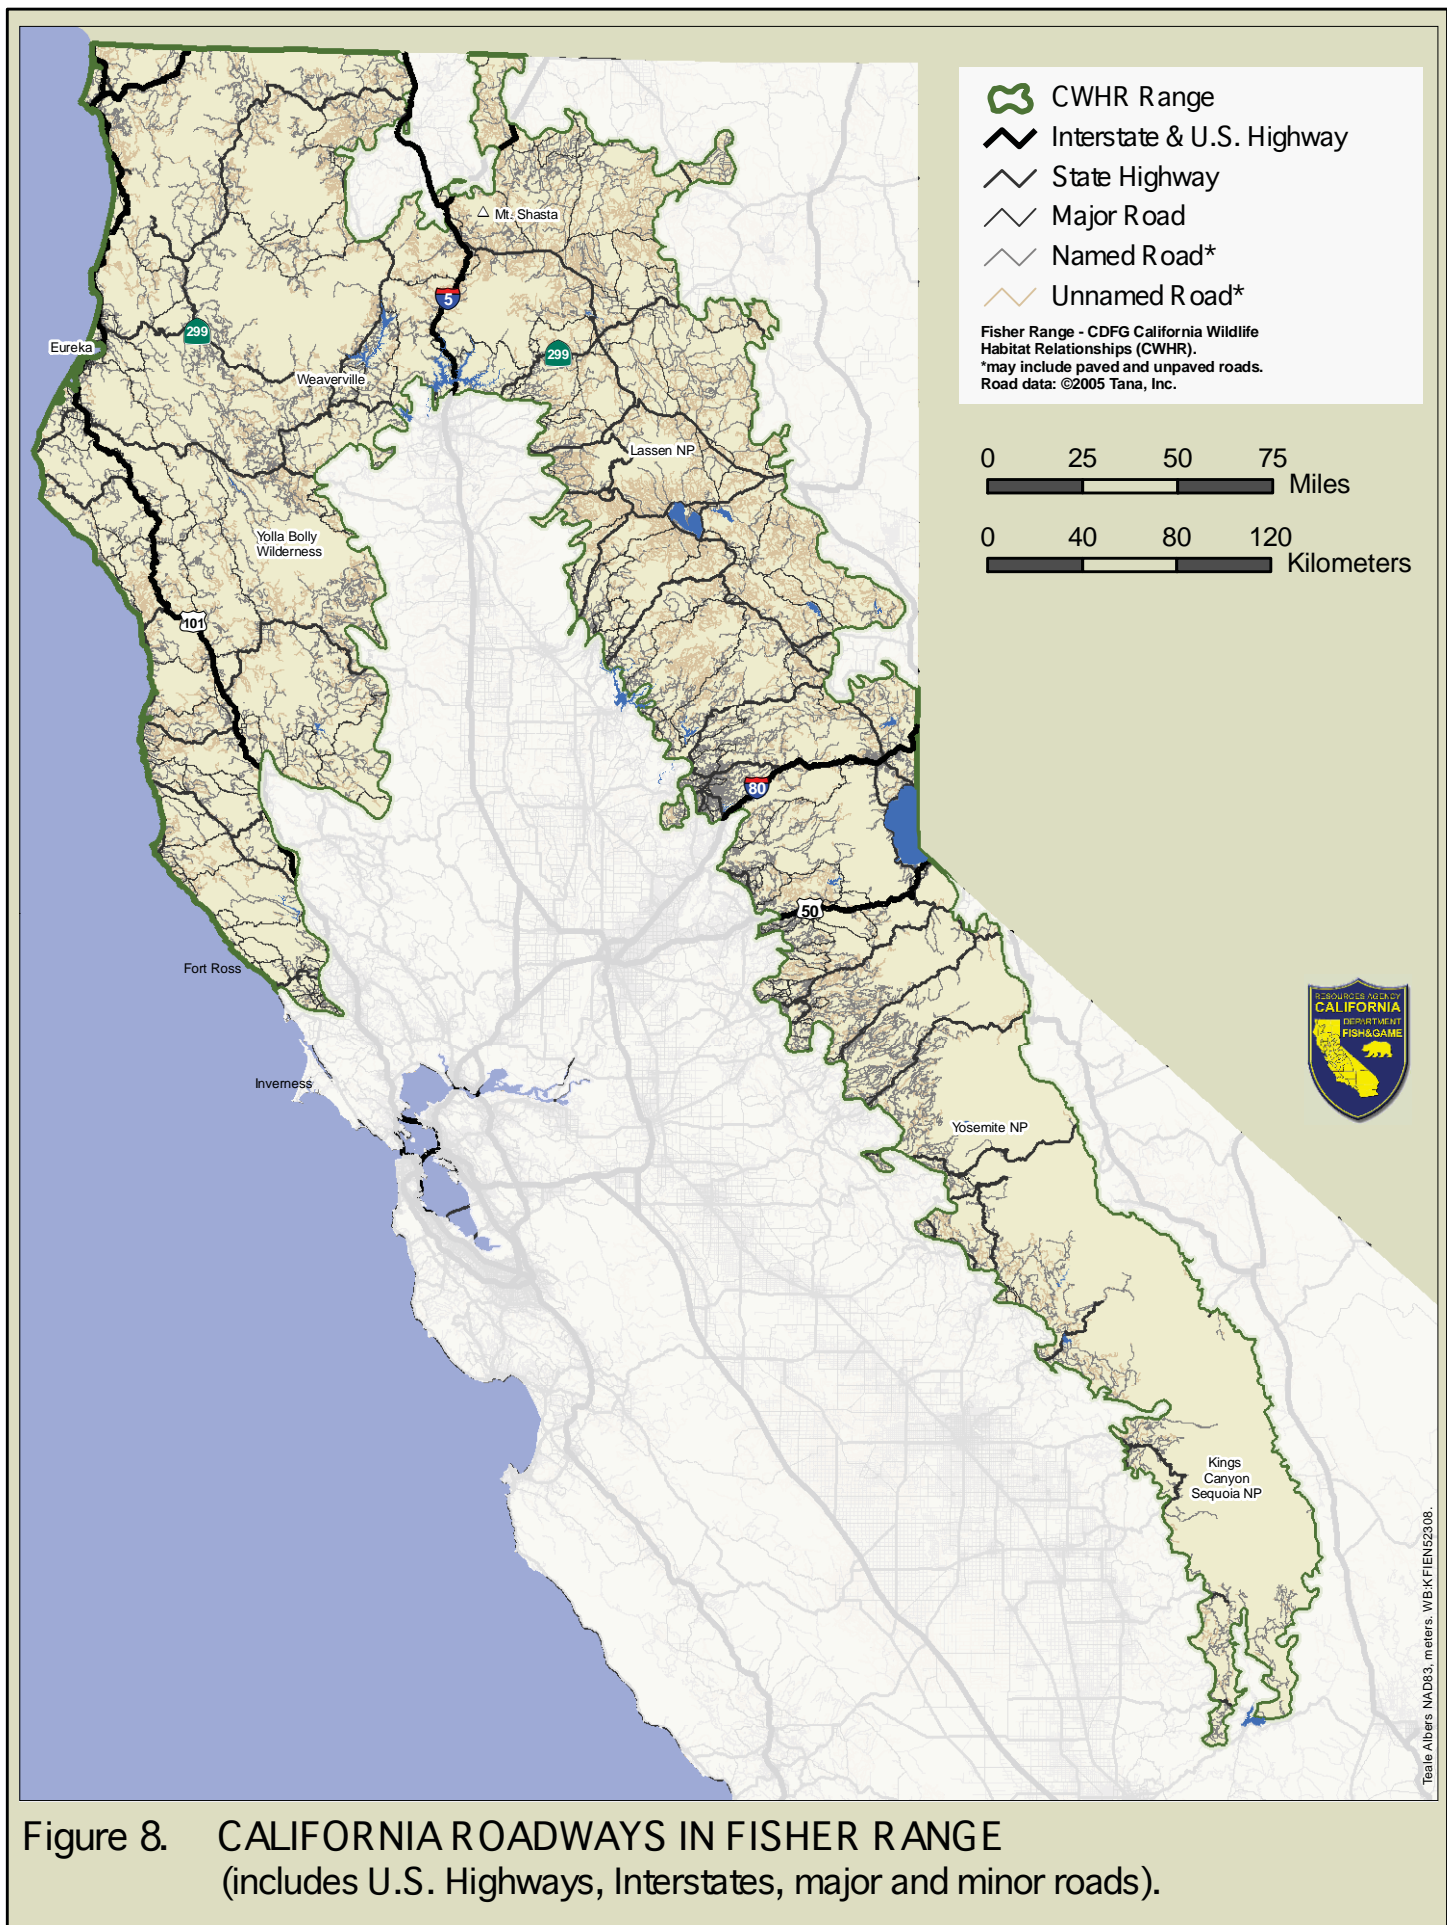 CWHR Range
Interstate & U.S. Highway
State Highway
Major Road
Named Road*
Unnamed Road*
Fisher Range - CDFG California Wildlife
Habitat Relationships (CWHR).
*may include paved and unpaved roads.
Road data: ©2005 Tana, Inc.
0 25 50 75
Miles
0 40 80 120
Kilometers
Mt. Shasta
5
299
Eureka
299
Weaverville
Lassen NP
Yolla Bolly
Wilderness
101
80
50
Fort Ross
RESOURCES AGENCY
CALIFORNIA
DEPARTMENT
FISH&GAME
Inverness
Yosemite NP
Kings
Canyon
Sequoia NP
Teale Albers NAD83, meters. WB:KFIEN52308.
Figure 8. CALIFORNIA ROADWAYS IN FISHER RANGE
(includes U.S. Highways, Interstates, major and minor roads).